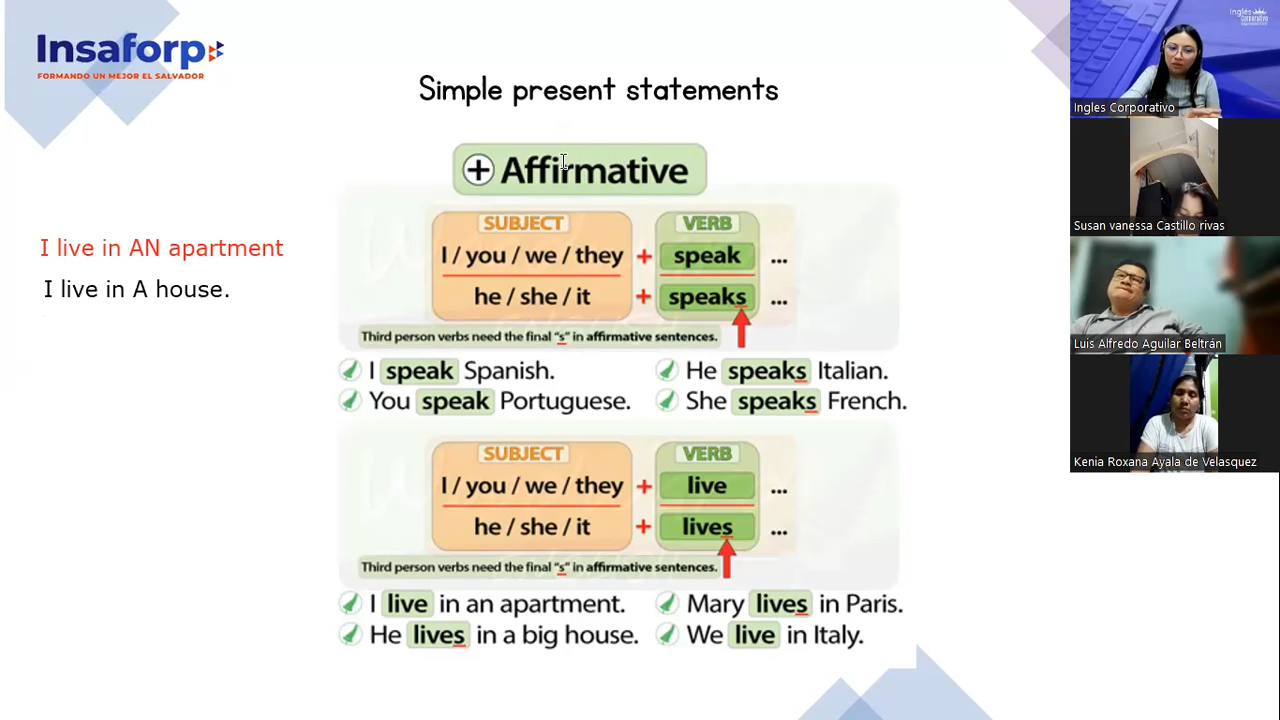 Insaforp
FORMANDO UN MEJOR EL SALVADOR
Simple present statements
+ Affirmative
SUBJECT VERB
I / you / we / they + speak ...
he / she / it + speaks ...
Third person verbs need the final "s" in affirmative sentences.
I speak Spanish. He speaks Italian.
You speak Portuguese. She speaks French.
SUBJECT VERB
I / you / we / they + live ...
he / she / it + lives ...
Third person verbs need the final "s" in affirmative sentences.
I live in an apartment. Mary lives in Paris.
He lives in a big house. We live in Italy.
I live in AN apartment
I live in A house.
Inglés
Corporativo
Ingles Corporativo
Susan vanessa Castillo rivas
Luis Alfredo Aguilar Beltrán
Kenia Roxana Ayala de Velasquez